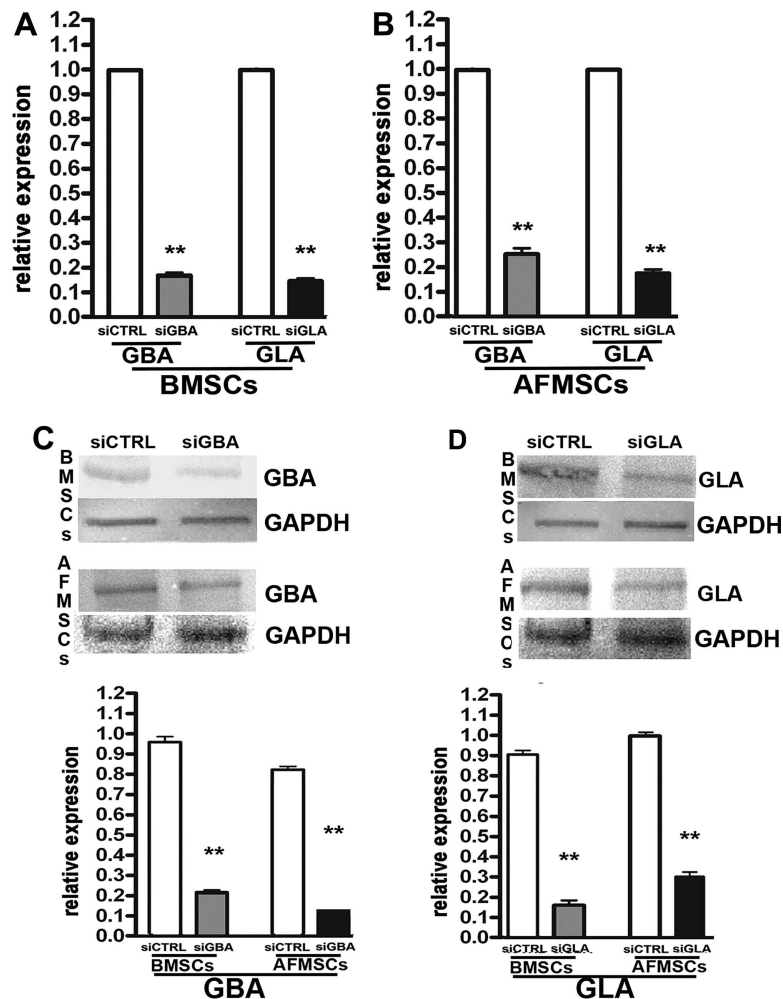 A
relative expression
1.2
1.1
1.0
0.9
0.8
0.7
0.6
0.5
0.4
0.3
0.2
0.1
0.0
**
**
siCTRL siGBA siCTRL siGLA
GBA GLA
BMSCs
B
relative expression
1.2
1.1
1.0
0.9
0.8
0.7
0.6
0.5
0.4
0.3
0.2
0.1
0.0
**
**
siCTRL siGBA siCTRL siGLA
GBA GLA
AFMSCs
C
siCTRL siGBA
BMSCs
GBA
GAPDH
AFMSCs
GBA
GAPDH
relative expression
1.2
1.1
1.0
0.9
0.8
0.7
0.6
0.5
0.4
0.3
0.2
0.1
0.0
**
**
siCTRL siGBA siCTRL siGBA
BMSCs AFMSCs
GBA
D
siCTRL siGLA
BMSCs
GLA
GAPDH
AFMSCs
GLA
GAPDH
relative expression
1.2
1.1
1.0
0.9
0.8
0.7
0.6
0.5
0.4
0.3
0.2
0.1
0.0
**
**
siCTRL siGLA siCTRL siGLA
BMSCs AFMSCs
GLA